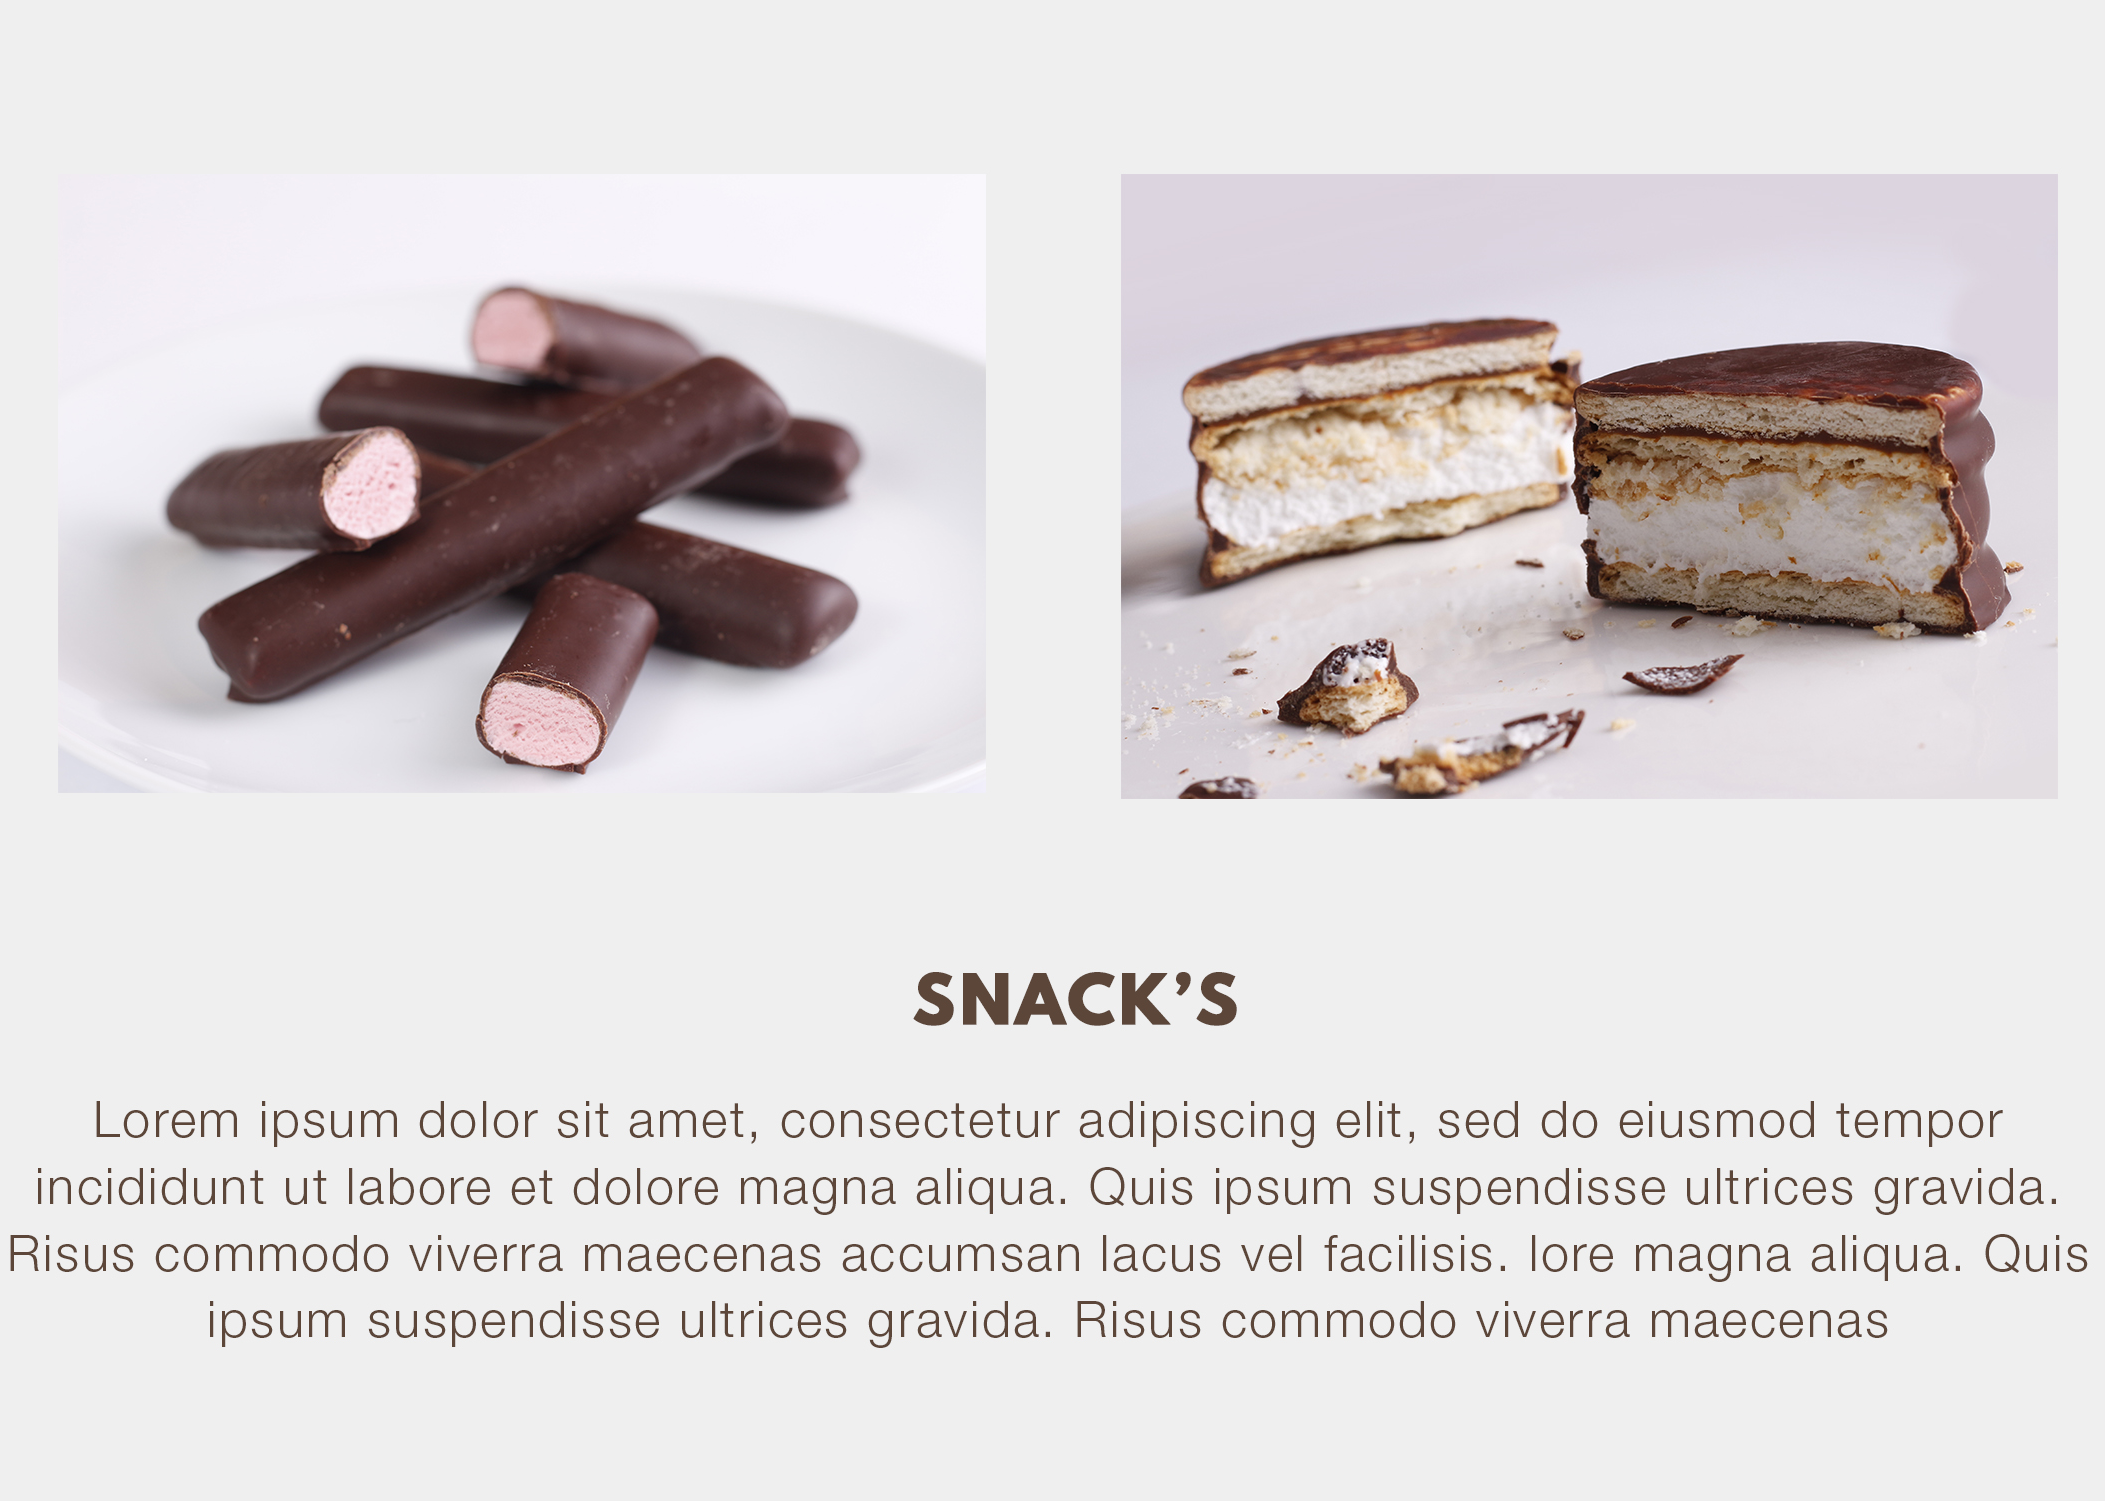 SNACK’S
Lorem ipsum dolor sit amet, consectetur adipiscing elit, sed do eiusmod tempor
incididunt ut labore et dolore magna aliqua. Quis ipsum suspendisse ultrices gravida.
Risus commodo viverra maecenas accumsan lacus vel facilisis. lore magna aliqua. Quis
ipsum suspendisse ultrices gravida. Risus commodo viverra maecenas